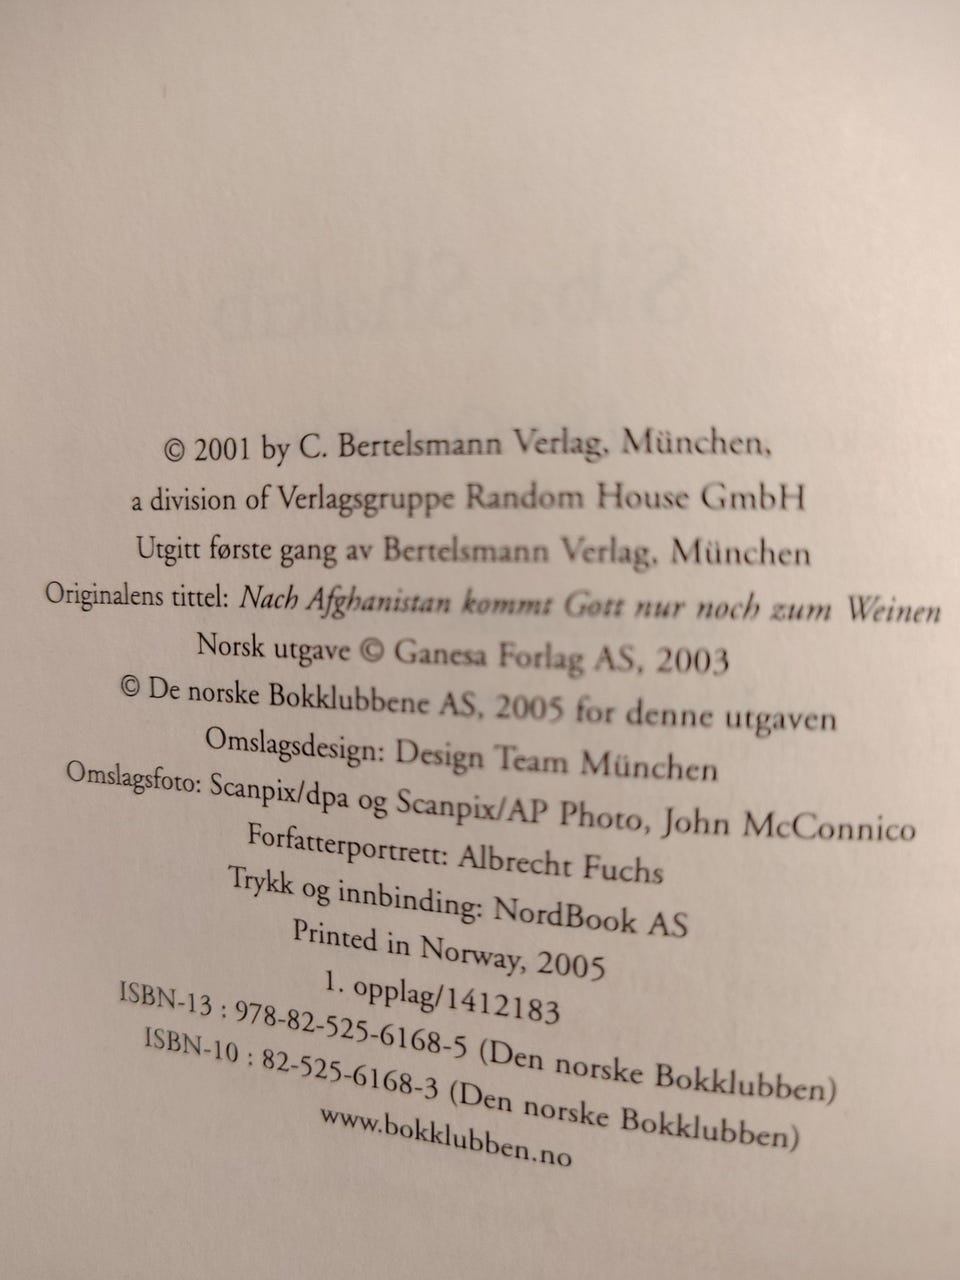 © 2001 by C. Bertelsmann Verlag, München,
a division of Verlagsgruppe Random House GmbH
Utgitt første gang av Bertelsmann Verlag, München
Originalens tittel: Nach Afghanistan kommt Gott nur noch zum Weinen
Norsk utgave © Ganesa Forlag AS, 2003
© De norske Bokklubbene AS, 2005 for denne utgaven
Omslagsdesign: Design Team München
Omslagsfoto: Scanpix/dpa og Scanpix/AP Photo, John McConnico
Forfatterportrett: Albrecht Fuchs
Trykk og innbinding: NordBook AS
Printed in Norway, 2005
1. opplag/1412183
ISBN-13 : 978-82-525-6168-5 (Den norske Bokklubben)
ISBN-10 : 82-525-6168-3 (Den norske Bokklubben)
www.bokklubben.no